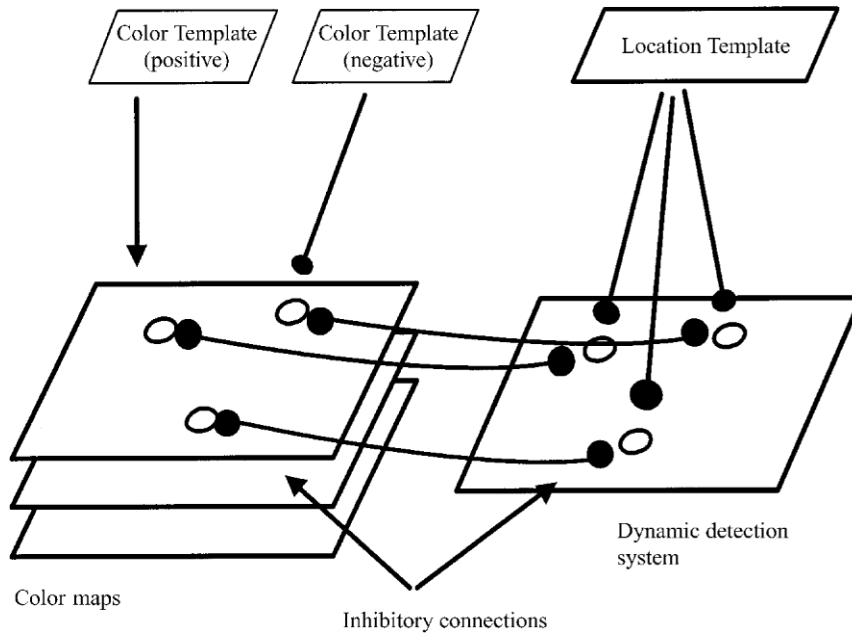 Color Template
(positive)
Color Template
(negative)
Location Template
Dynamic detection
system
Color maps
Inhibitory connections